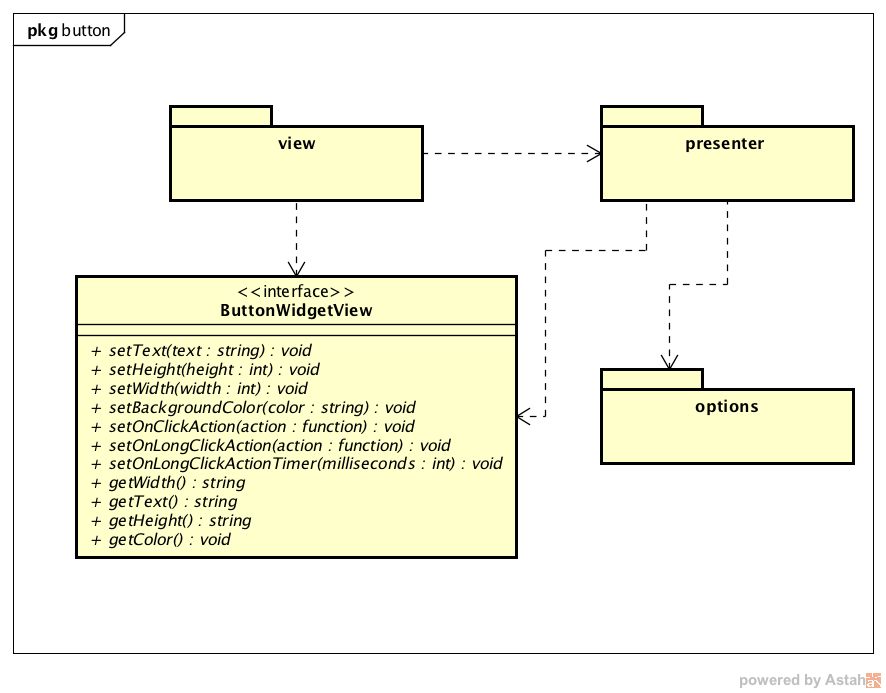 pkg button
view
presenter
<<interface>>
ButtonWidgetView
+ setText(text : string) : void
+ setHeight(height : int) : void
+ setWidth(width : int) : void
+ setBackgroundColor(color : string) : void
+ setOnClickAction(action : function) : void
+ setOnLongClickAction(action : function) : void
+ setOnLongClickActionTimer(milliseconds : int) : void
+ getWidth() : string
+ getText() : string
+ getHeight() : string
+ getColor() : void
options
powered by Astah